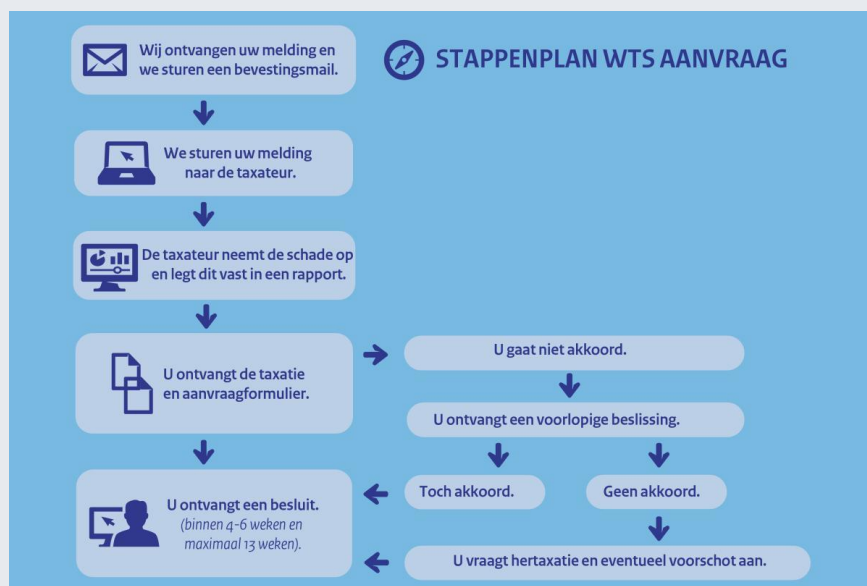 STAPPENPLAN WTS AANVRAAG
Wij ontvangen uw melding en
we sturen een bevestingsmail.
We sturen uw melding
naar de taxateur.
De taxateur neemt de schade op
en legt dit vast in een rapport.
U ontvangt de taxatie
en aanvraagformulier.
U gaat niet akkoord.
U ontvangt een voorlopige beslissing.
Toch akkoord.
Geen akkoord.
U vraagt hertaxatie en eventueel voorschot aan.
U ontvangt een besluit.
(binnen 4-6 weken en
maximaal 13 weken).